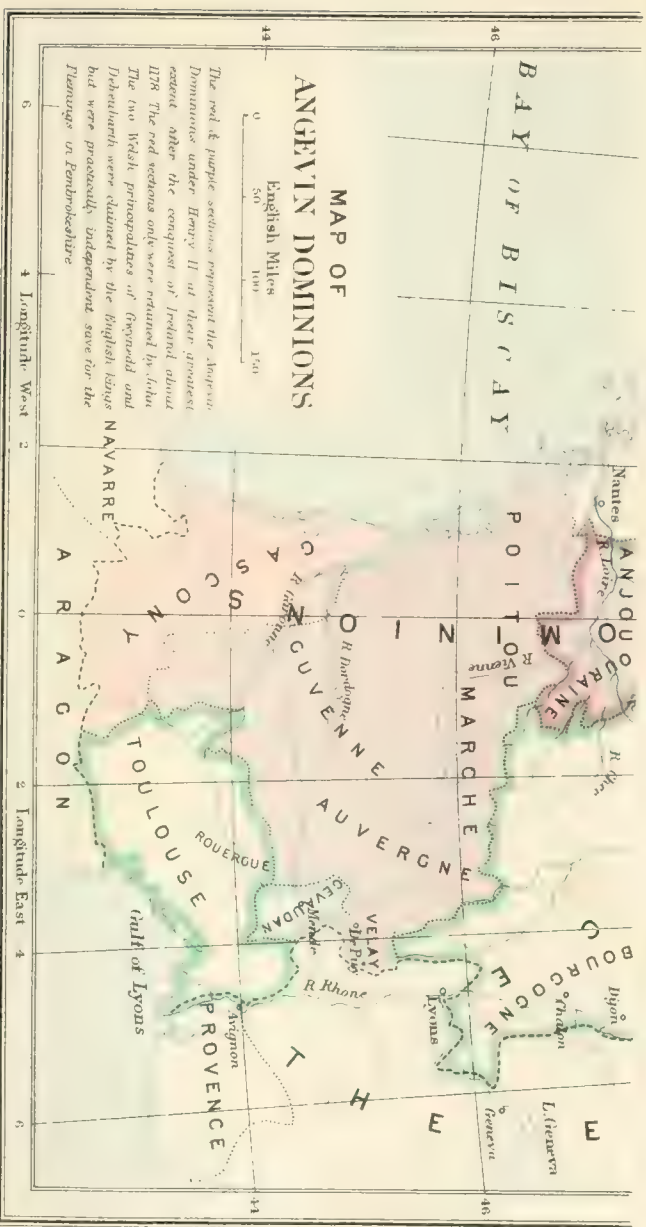 MAP OF
ANGEVIN DOMINIONS
English Miles
0 50 100 150
The red & purple sections represent the Angevin
Dominions under Henry II at their greatest
extent after the conquest of Ireland about
1178 The red sections only were retained by John
The two Welsh principalities of Gwynedd and
Deheubarth were claimed by the English kings
but were practically independent save for the
Flemings in Pembrokeshire
BAY OF BISCAY
Nantes
R. Loire
ANJOU
TOURAINE
R Cher
POITOU
R Vienne
MARCHE
OMINIONS
GASCONY
R Garonne
R Dordogne
GUYENNE
AUVERGNE
NAVARRE
ARAGON
TOULOUSE
ROUERGUE
GEVAUDAN
Mende
VELAY
Le Puy
R Rhone
Lyons
BOURGOGNE
Dijon
Chalon
C
E
L. Geneva
Geneva
THE
E
Avignon
PROVENCE
Gulf of Lyons
6
4 Longitude West 2
0
2 Longitude East 4
6
44
46
44
46